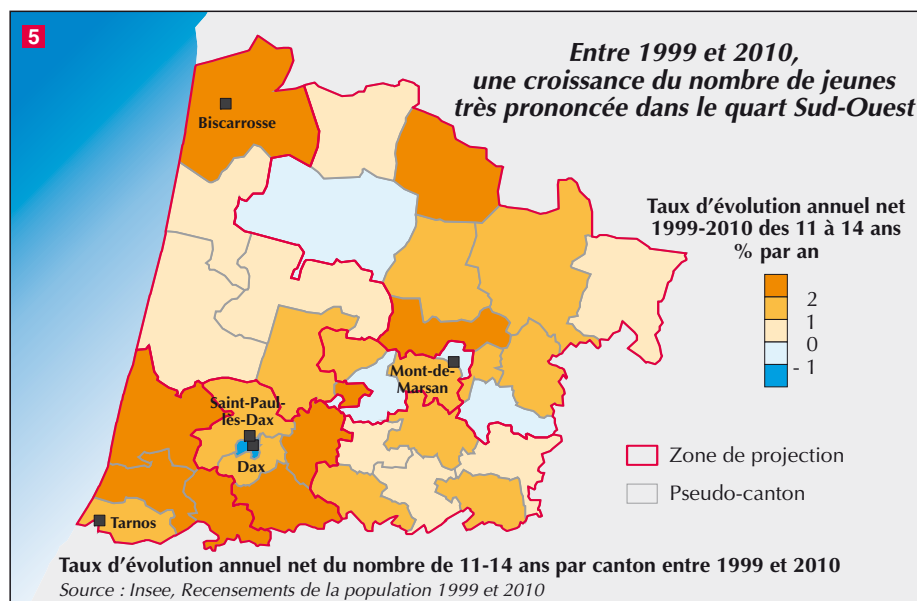 5
Entre 1999 et 2010,
une croissance du nombre de jeunes
très prononcée dans le quart Sud-Ouest
Biscarrosse
Taux d'évolution annuel net
1999-2010 des 11 à 14 ans
% par an
2
1
0
- 1
Mont-de-
Marsan
Saint-Paul-
lès-Dax
Dax
Tarnos
Zone de projection
Pseudo-canton
Taux d'évolution annuel net du nombre de 11-14 ans par canton entre 1999 et 2010
Source : Insee, Recensements de la population 1999 et 2010